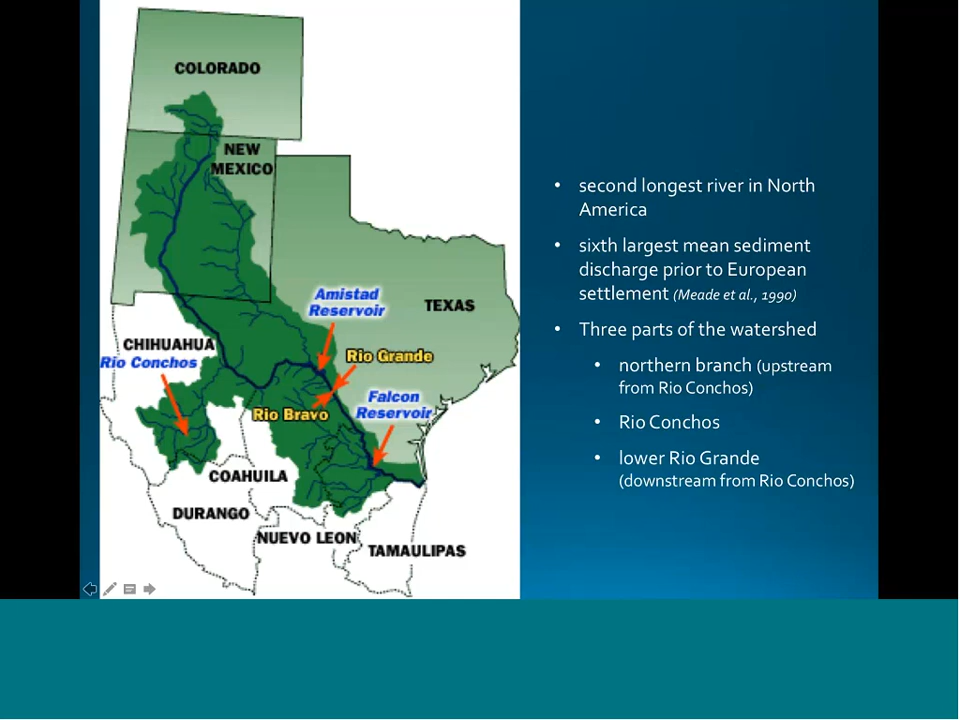 COLORADO
NEW
MEXICO
Amistad
Reservoir
TEXAS
CHIHUAHUA
Rio Conchos
Rio Grande
Falcon
Reservoir
Rio Bravo
COAHUILA
DURANGO
NUEVO LEON
TAMAULIPAS
• second longest river in North
America
• sixth largest mean sediment
discharge prior to European
settlement (Meade et al., 1990)
• Three parts of the watershed
• northern branch (upstream
from Rio Conchos)
• Rio Conchos
• lower Rio Grande
(downstream from Rio Conchos)